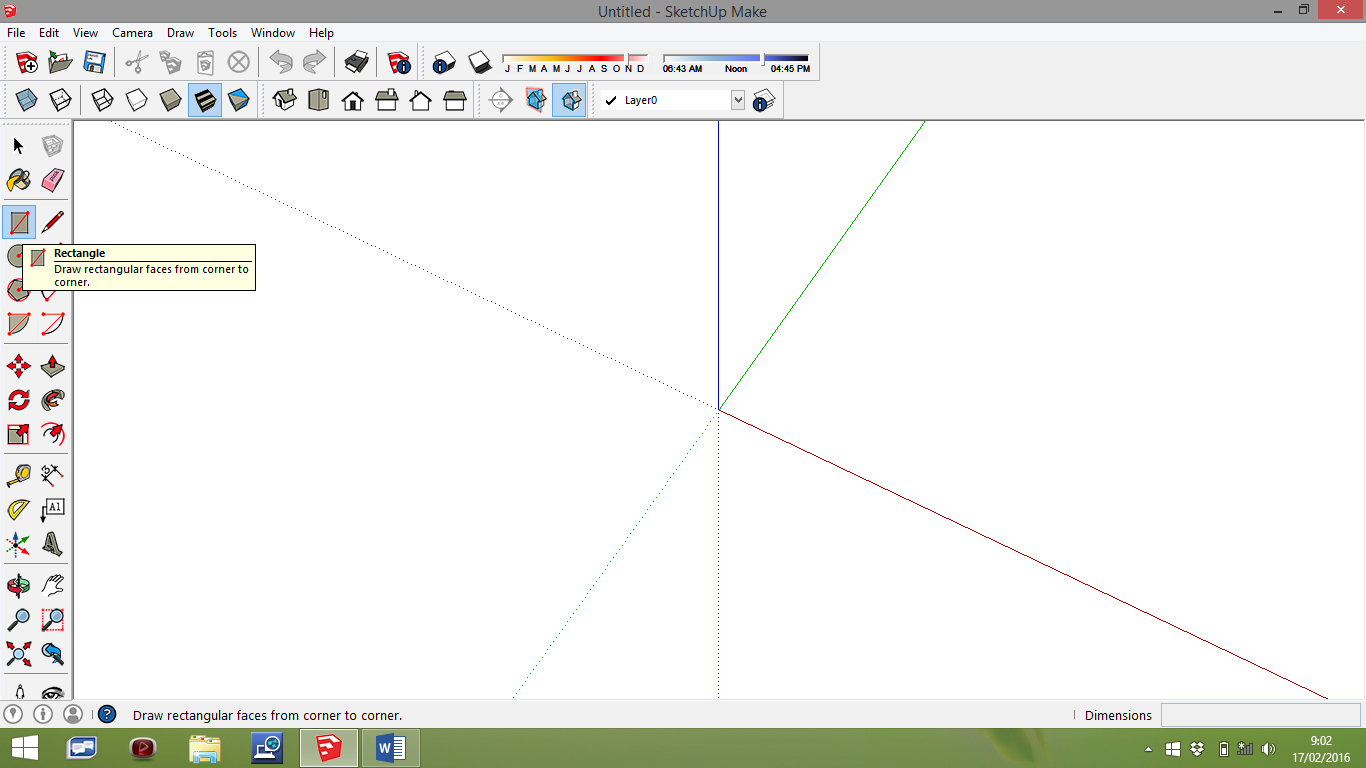 Untitled - SketchUp Make
File Edit View Camera Draw Tools Window Help
J F M A M J J A S O N D
06:43 AM Noon 04:45 PM
Layer0
Rectangle
Draw rectangular faces from corner to
corner.
A1
Draw rectangular faces from corner to corner.
Dimensions
9:02
17/02/2016